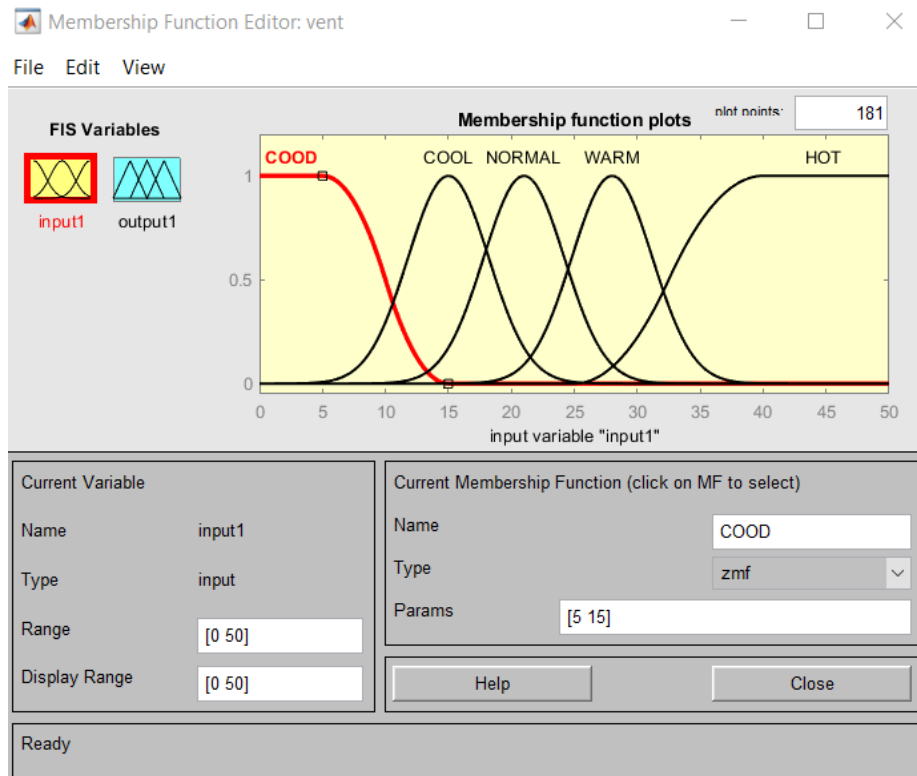 Membership Function Editor: vent
File Edit View
FIS Variables
input1
output1
Membership function plots
plot points:
181
COOD COOL NORMAL WARM HOT
1
0.5
0
0 5 10 15 20 25 30 35 40 45 50
input variable "input1"
Current Variable
Name input1
Type input
Range [0 50]
Display Range [0 50]
Current Membership Function (click on MF to select)
Name COOD
Type zmf
Params [5 15]
Help Close
Ready